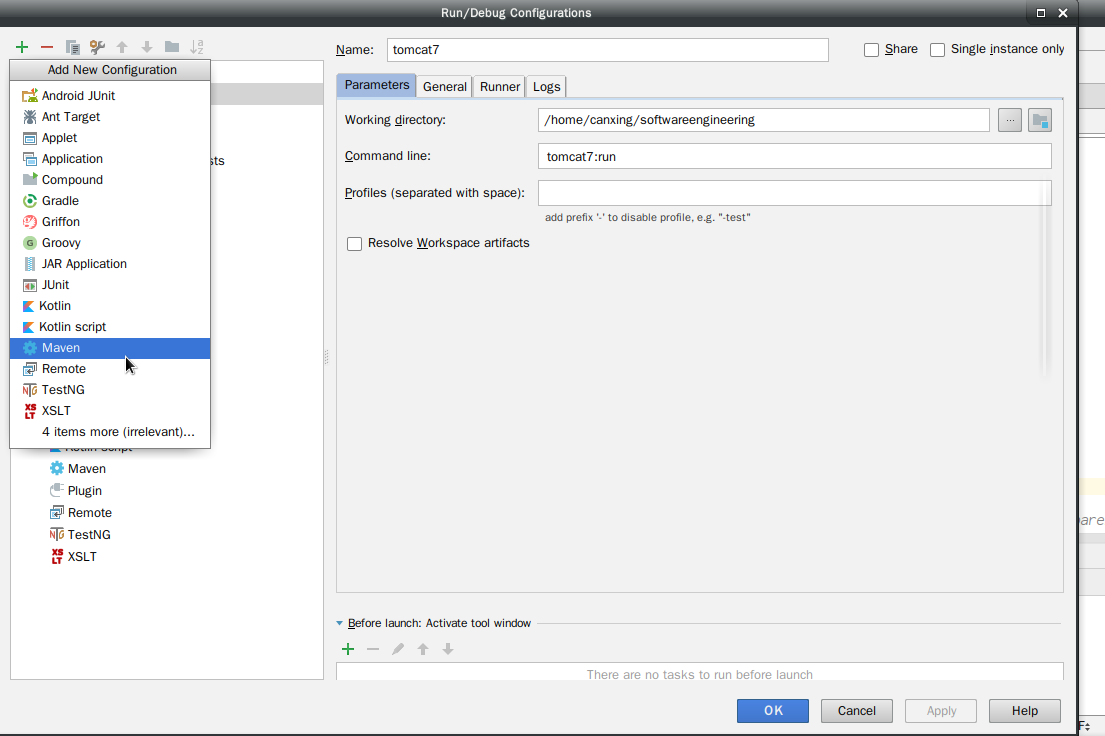 Run/Debug Configurations
Name: tomcat7 Share Single instance only
Add New Configuration
Android JUnit
Ant Target
Applet
Application
Compound
Gradle
Griffon
Groovy
JAR Application
JUnit
Kotlin
Kotlin script
Maven
Remote
TestNG
XSLT
4 items more (irrelevant)...
sts
Kotlin script
Maven
Plugin
Remote
TestNG
XSLT
Parameters General Runner Logs
Working directory: /home/canxing/softwareengineering ...
Command line: tomcat7:run
Profiles (separated with space):
add prefix '-' to disable profile, e.g. "-test"
Resolve Workspace artifacts
Before launch: Activate tool window
There are no tasks to run before launch
OK Cancel Apply Help
are
F÷